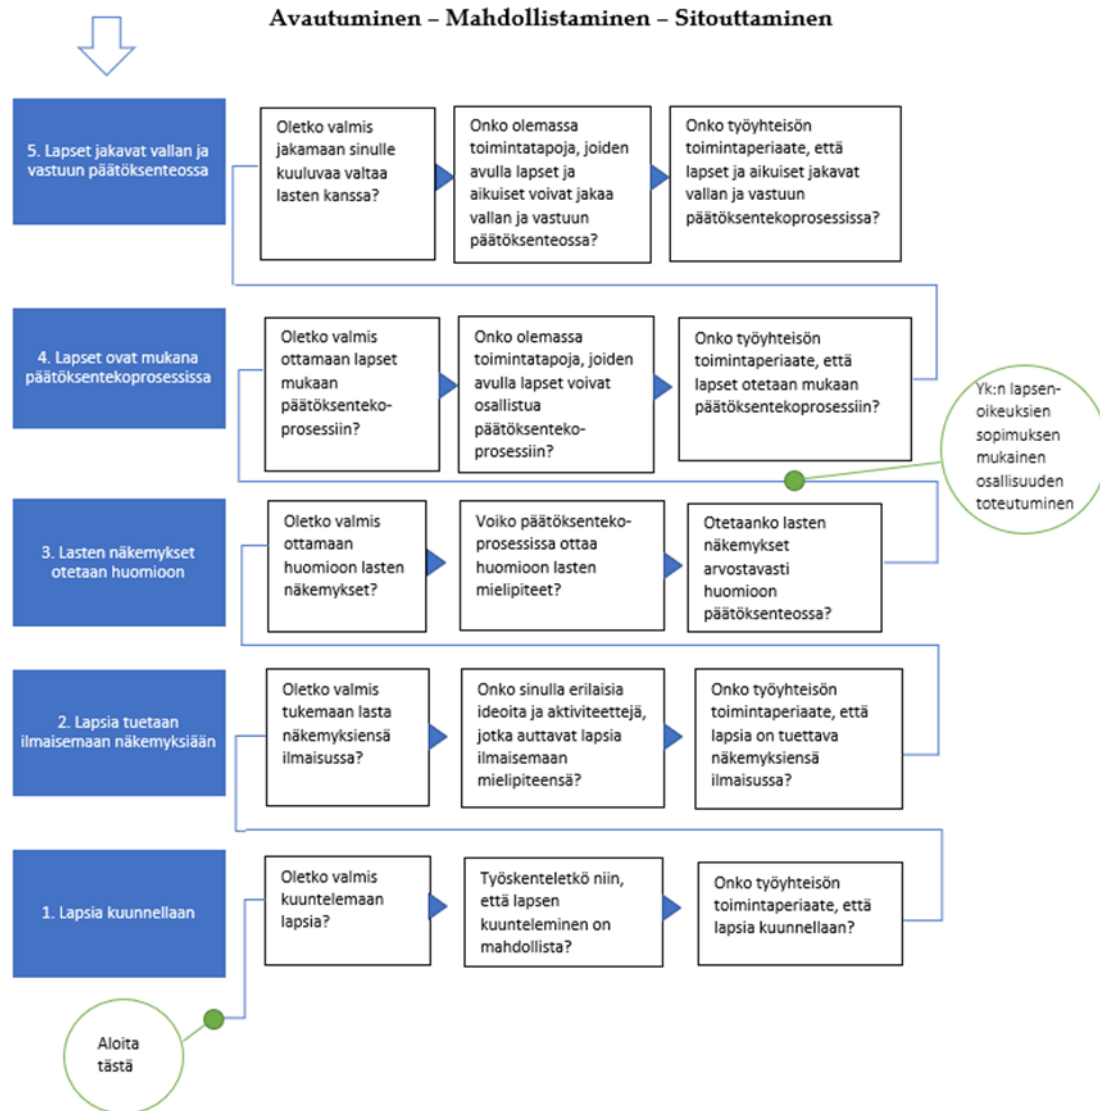 Avautuminen – Mahdollistaminen – Sitouttaminen
5. Lapset jakavat vallan ja
vastuun päätöksenteossa
Oletko valmis
jakamaan sinulle
kuuluvaa valtaa
lasten kanssa?
Onko olemassa
toimintatapoja, joiden
avulla lapset ja
aikuiset voivat jakaa
vallan ja vastuun
päätöksenteossa?
Onko työyhteisön
toimintaperiaate, että
lapset ja aikuiset jakavat
vallan ja vastuun
päätöksentekoprosessissa?
4. Lapset ovat mukana
päätöksentekoprosessissa
Oletko valmis
ottamaan lapset
mukaan
päätöksenteko-
prosessiin?
Onko olemassa
toimintatapoja, joiden
avulla lapset voivat
osallistua
päätöksenteko-
prosessiin?
Onko työyhteisön
toimintaperiaate, että
lapset otetaan mukaan
päätöksentekoprosessiin?
Yk:n lapsen-
oikeuksien
sopimuksen
mukainen
osallisuuden
toteutuminen
3. Lasten näkemykset
otetaan huomioon
Oletko valmis
ottamaan
huomioon lasten
näkemykset?
Voiko päätöksenteko-
prosessissa ottaa
huomioon lasten
mielipiteet?
Otetaanko lasten
näkemykset
arvostavasti
huomioon
päätöksenteossa?
2. Lapsia tuetaan
ilmaisemaan näkemyksiään
Oletko valmis
tukemaan lasta
näkemyksiensä
ilmaisussa?
Onko sinulla erilaisia
ideoita ja aktiviteettejä,
jotka auttavat lapsia
ilmaisemaan
mielipiteensä?
Onko työyhteisön
toimintaperiaate, että
lapsia on tuettava
näkemyksiensä
ilmaisussa?
1. Lapsia kuunnellaan
Oletko valmis
kuuntelemaan
lapsia?
Työskenteletkö niin,
että lapsen
kuunteleminen on
mahdollista?
Onko työyhteisön
toimintaperiaate, että
lapsia kuunnellaan?
Aloita
tästä